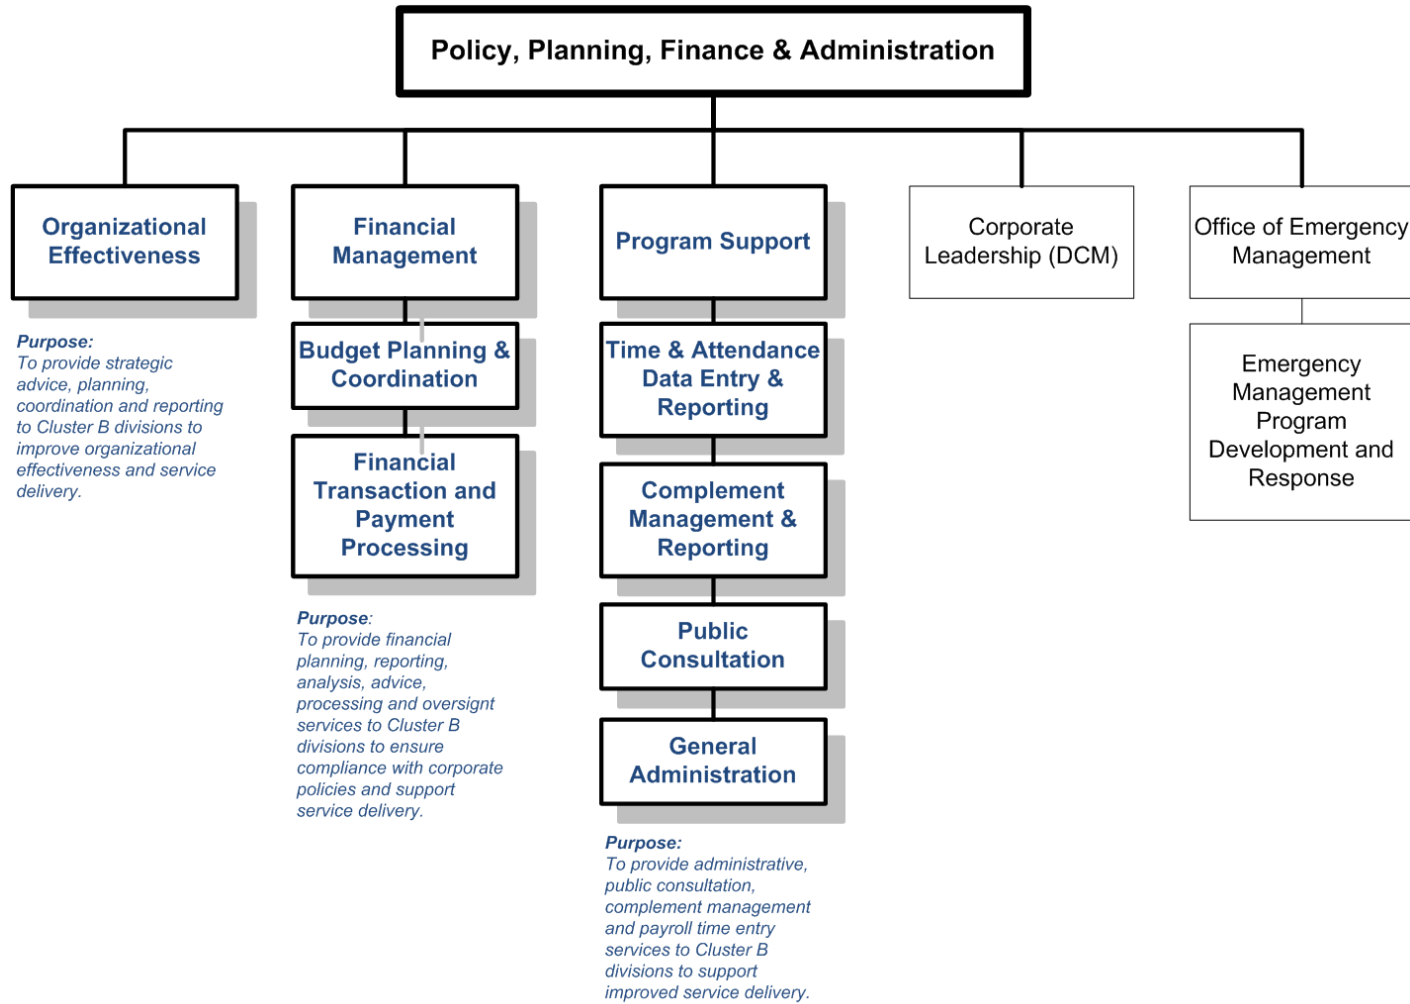 Policy, Planning, Finance & Administration
Organizational
Effectiveness
Purpose:
To provide strategic
advice, planning,
coordination and reporting
to Cluster B divisions to
improve organizational
effectiveness and service
delivery.
Financial
Management
Budget Planning &
Coordination
Financial
Transaction and
Payment
Processing
Purpose:
To provide financial
planning, reporting,
analysis, advice,
processing and oversignt
services to Cluster B
divisions to ensure
compliance with corporate
policies and support
service delivery.
Program Support
Time & Attendance
Data Entry &
Reporting
Complement
Management &
Reporting
Public
Consultation
General
Administration
Purpose:
To provide administrative,
public consultation,
complement management
and payroll time entry
services to Cluster B
divisions to support
improved service delivery.
Corporate
Leadership (DCM)
Office of Emergency
Management
Emergency
Management
Program
Development and
Response